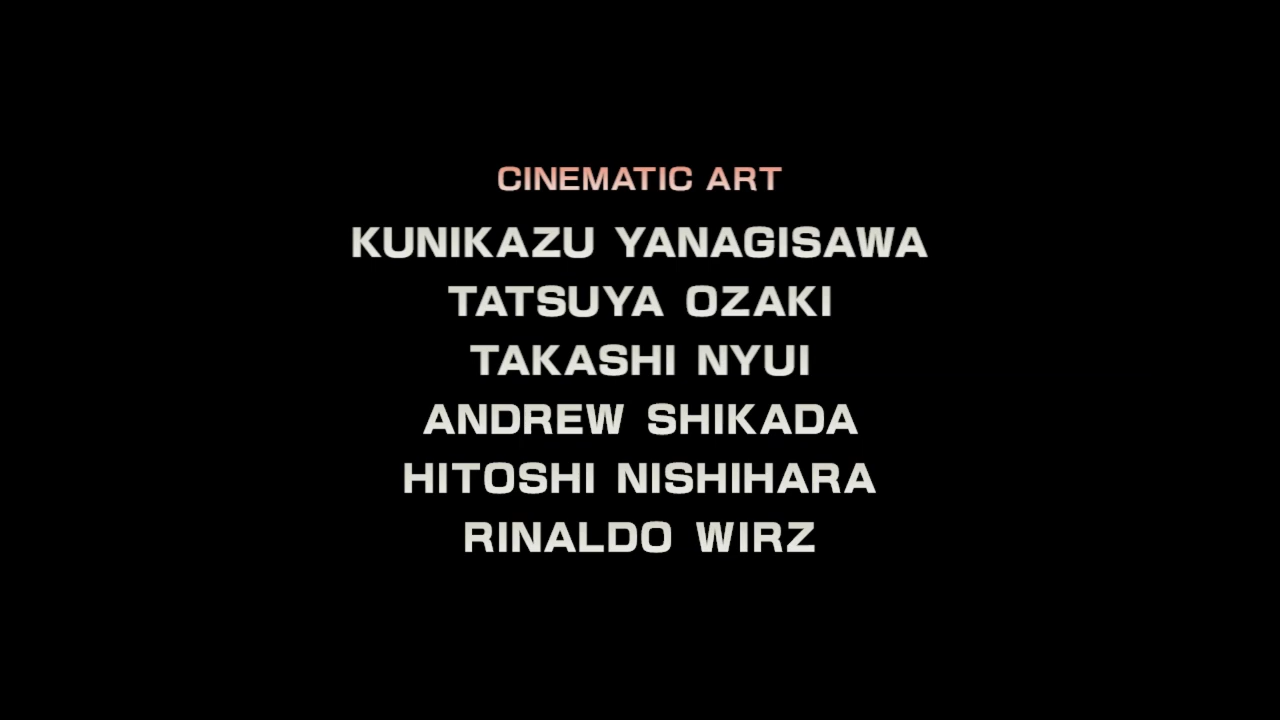 CINEMATIC ART
KUNIKAZU YANAGISAWA
TATSUYA OZAKI
TAKASHI NYUI
ANDREW SHIKADA
HITOSHI NISHIHARA
RINALDO WIRZ